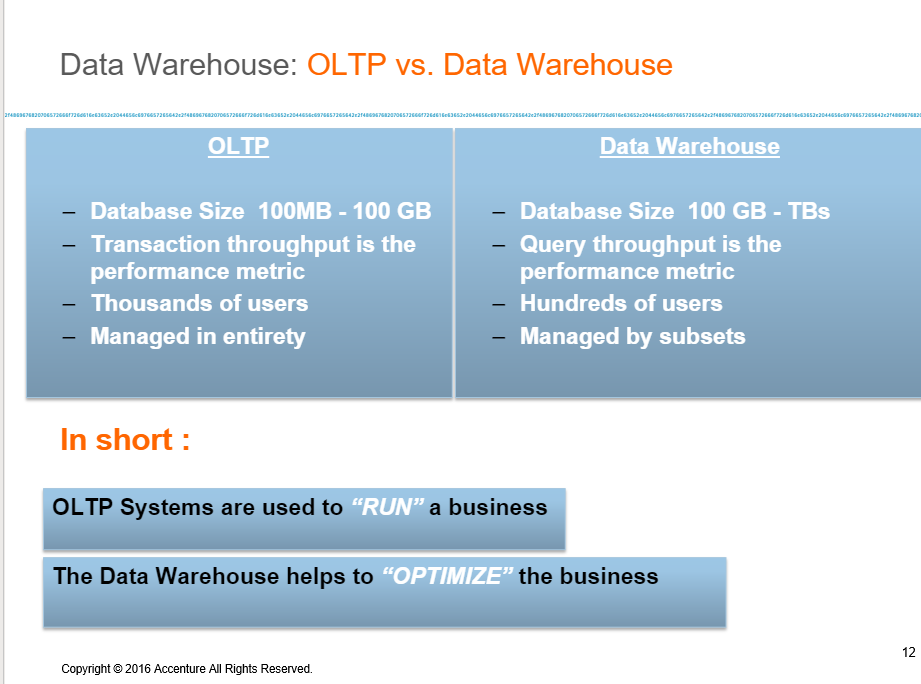 Data Warehouse: OLTP vs. Data Warehouse
OLTP
– Database Size  100MB - 100 GB
– Transaction throughput is the
performance metric
– Thousands of users
– Managed in entirety
Data Warehouse
– Database Size  100 GB - TBs
– Query throughput is the
performance metric
– Hundreds of users
– Managed by subsets
In short :
OLTP Systems are used to “RUN” a business
The Data Warehouse helps to “OPTIMIZE” the business
12
Copyright © 2016 Accenture All Rights Reserved.